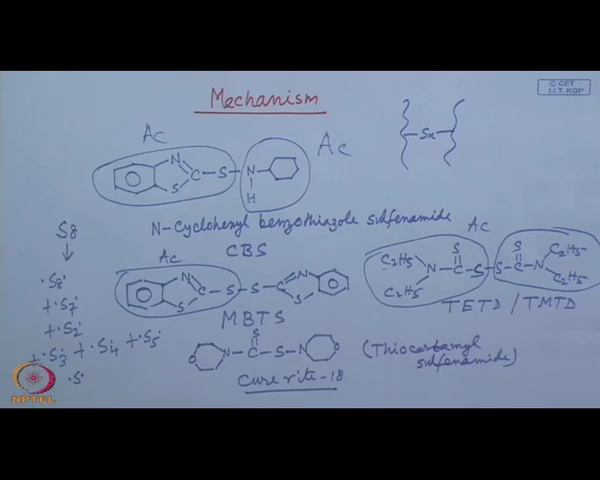 © CET
I.I.T. KGP
Mechanism
Ac
Ac
Sx
N
C
S
N
H
S
N-Cyclohexyl benzothiazole sulfenamide
CBS
Ac
C2H5
C2H5
N
C
S
S
S
C
S
N
C2H5
C2H5
TETD / TMTD
Ac
N
S
C
S
S
C
N
S
MBTS
N
C
S
S
N
O
O
Cure rite-18
(Thiocarbamyl
sulfenamide)
S8
·S8·
+·S7·
+·S2·
+·S3· +·S4 +·S5
·S·
NPTEL